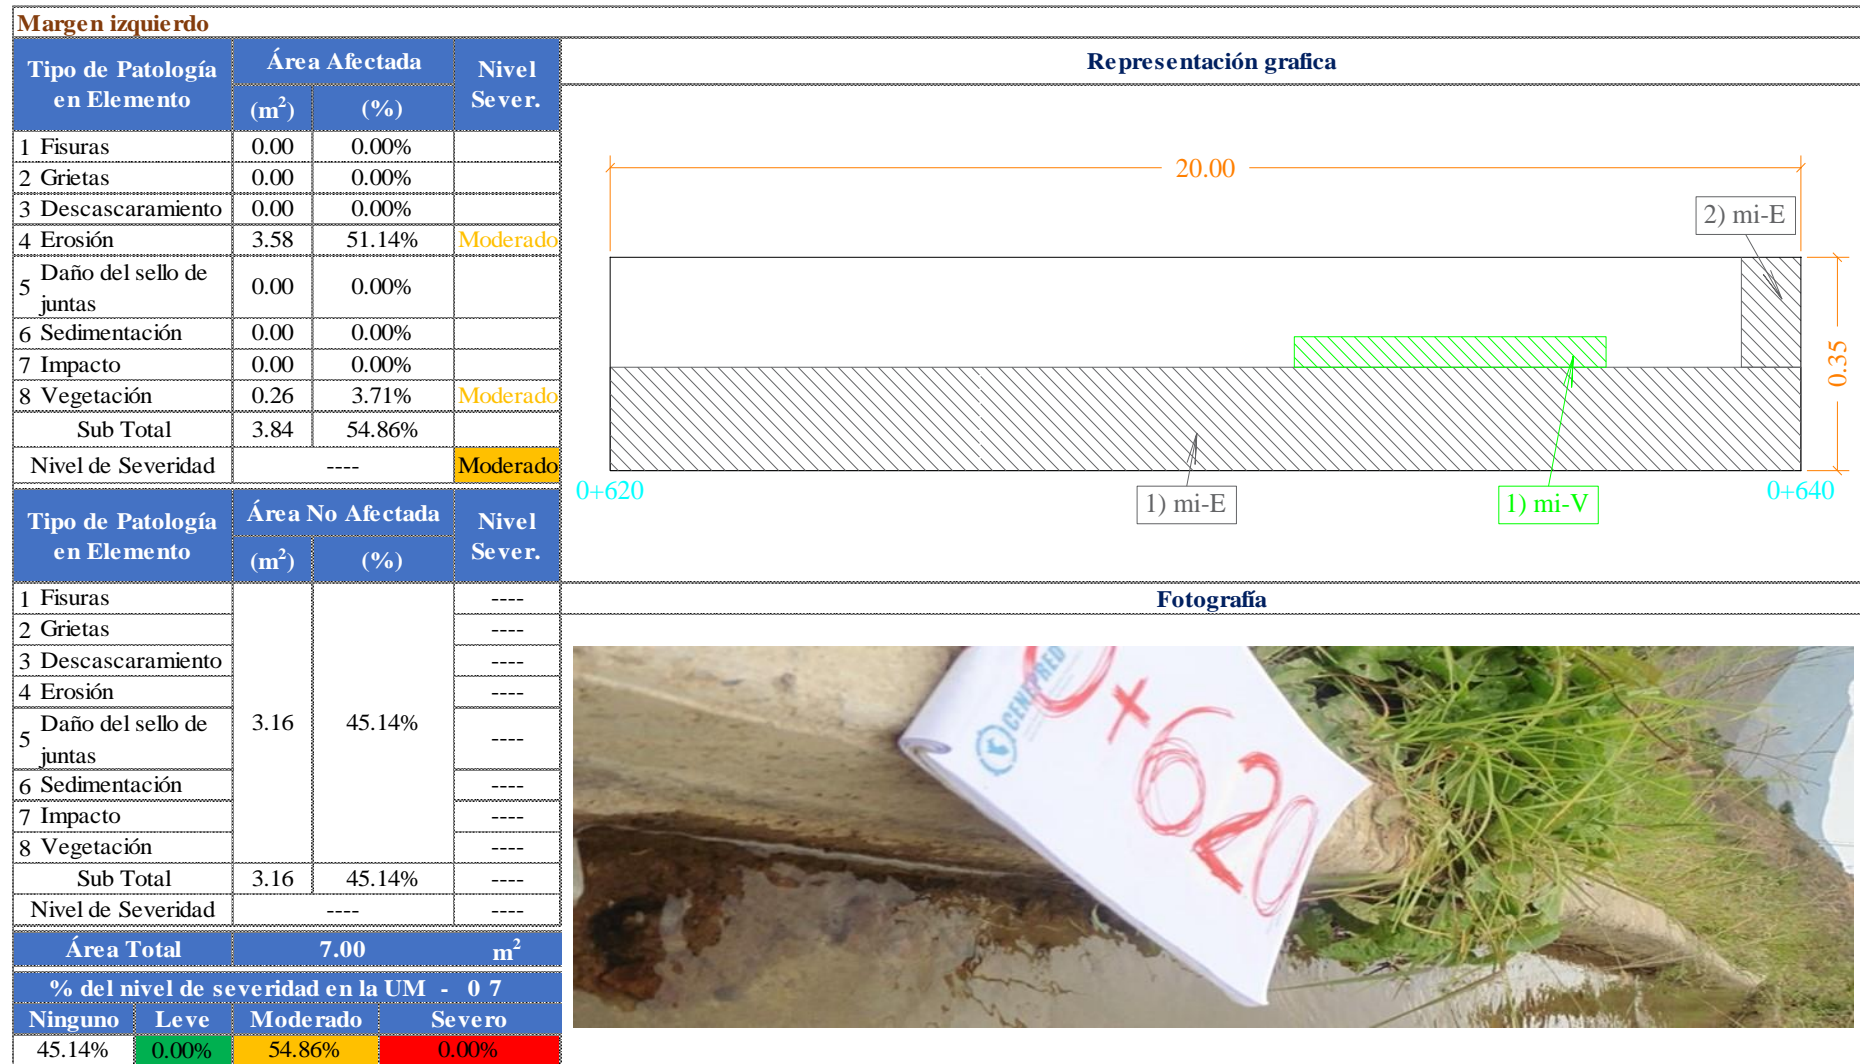 Margen izquierdo
Tipo de Patología en Elemento Área Afectada Nivel Sever.
(m²) (%)
1 Fisuras 0.00 0.00%
2 Grietas 0.00 0.00%
3 Descascaramiento 0.00 0.00%
4 Erosión 3.58 51.14% Moderado
5 Daño del sello de juntas 0.00 0.00%
6 Sedimentación 0.00 0.00%
7 Impacto 0.00 0.00%
8 Vegetación 0.26 3.71% Moderado
Sub Total 3.84 54.86%
Nivel de Severidad ---- Moderado
Tipo de Patología en Elemento Área No Afectada Nivel Sever.
(m²) (%)
1 Fisuras ----
2 Grietas ----
3 Descascaramiento ----
4 Erosión ----
5 Daño del sello de juntas 3.16 45.14% ----
6 Sedimentación ----
7 Impacto ----
8 Vegetación ----
Sub Total 3.16 45.14% ----
Nivel de Severidad ---- ----
Área Total 7.00 m²
% del nivel de severidad en la UM - 0 7
Ninguno Leve Moderado Severo
45.14% 0.00% 54.86% 0.00%
Representación grafica
20.00
2) mi-E
0.35
0+620
1) mi-E
1) mi-V
0+640
Fotografía
CENEPRED
0+620